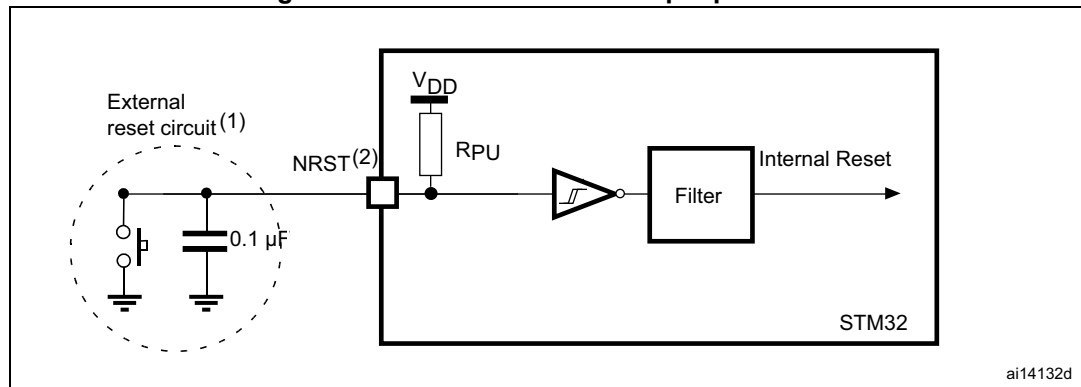 External
reset circuit(1)
NRST(2)
VDD
RPU
0.1 µF
Filter
Internal Reset
STM32
ai14132d